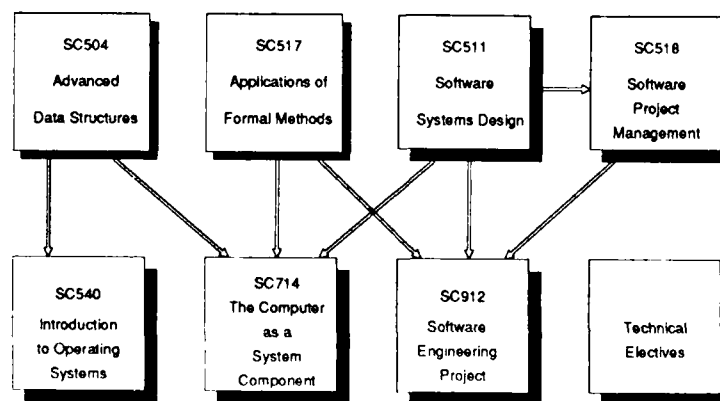 SC504
Advanced
Data Structures
SC517
Applications of
Formal Methods
SC511
Software
Systems Design
SC518
Software
Project
Management
SC540
Introduction
to Operating
Systems
SC714
The Computer
as a
System
Component
SC912
Software
Engineering
Project
Technical
Electives